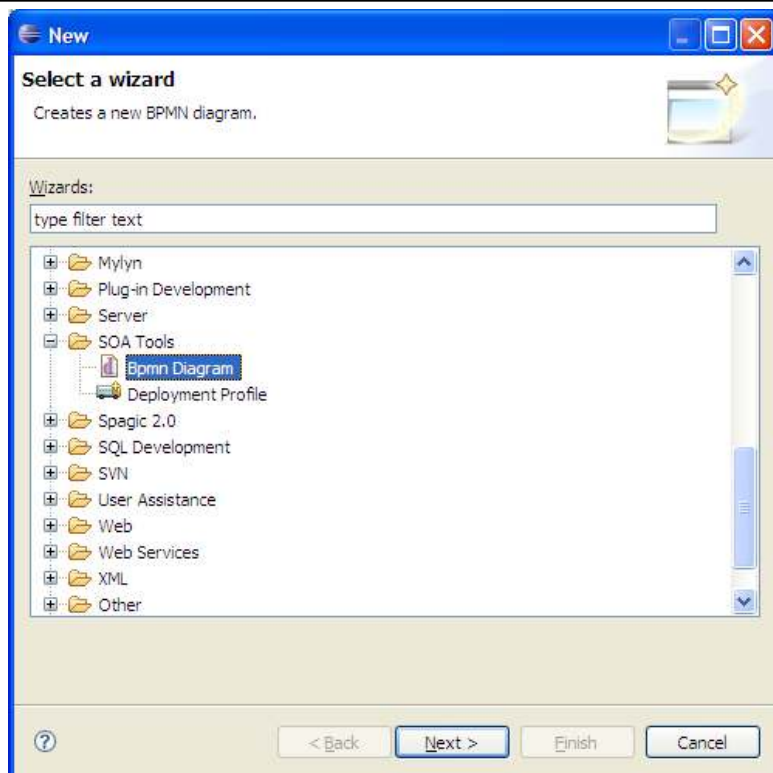 New
Select a wizard
Creates a new BPMN diagram.
Wizards:
type filter text
Mylyn
Plug-in Development
Server
SOA Tools
Bpmn Diagram
Deployment Profile
Spagic 2.0
SQL Development
SVN
User Assistance
Web
Web Services
XML
Other
? < Back Next > Finish Cancel